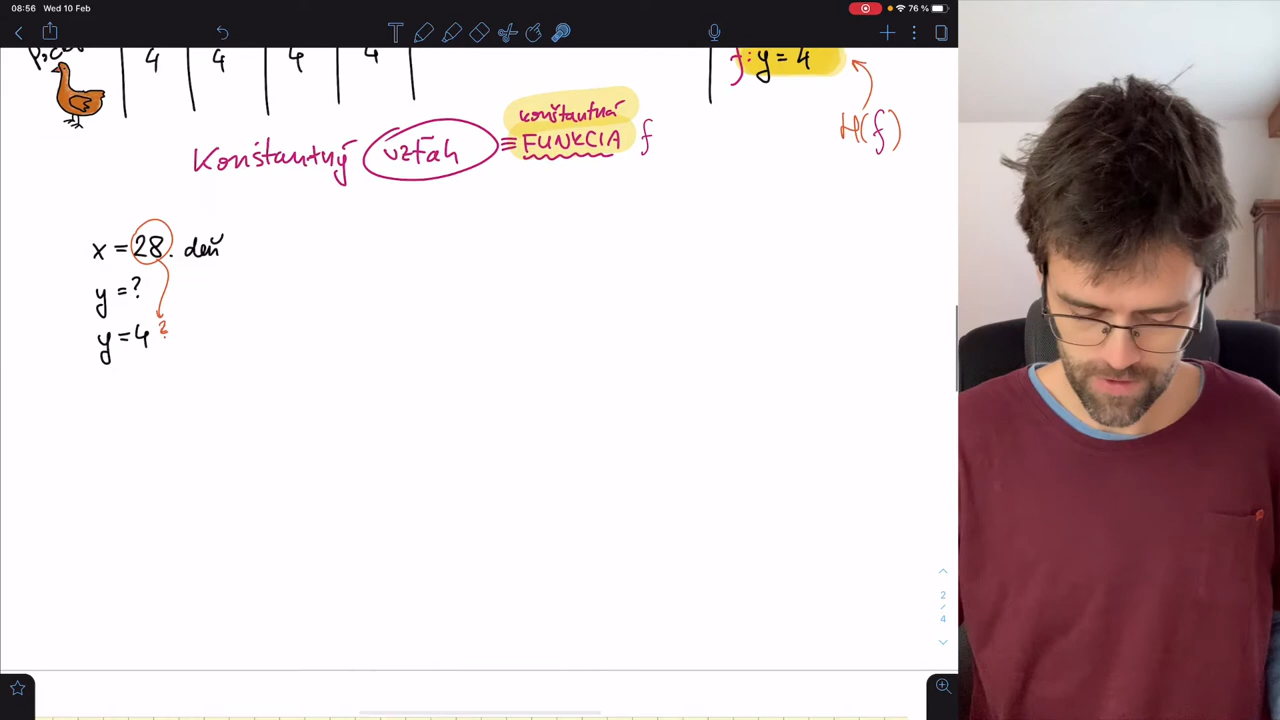 08:56 Wed 10 Feb
76 %
T
4 4 4 4
f: y = 4
H(f)
konštantná
Konštantný vzťah ≡ FUNKCIA f
x = 28. deň
y = ?
y = 4 ?
2
/
4